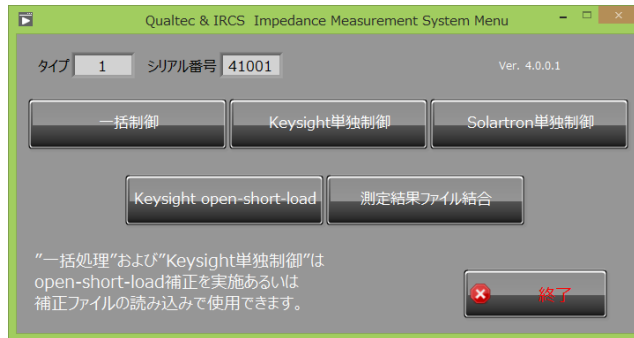 Qualtec & IRCS Impedance Measurement System Menu
タイプ 1 シリアル番号 41001 Ver. 4.0.0.1
一括制御 Keysight単独制御 Solartron単独制御
Keysight open-short-load 測定結果ファイル結合
"一括処理"および"Keysight単独制御"は
open-short-load補正を実施あるいは
補正ファイルの読み込みで使用できます。
終了